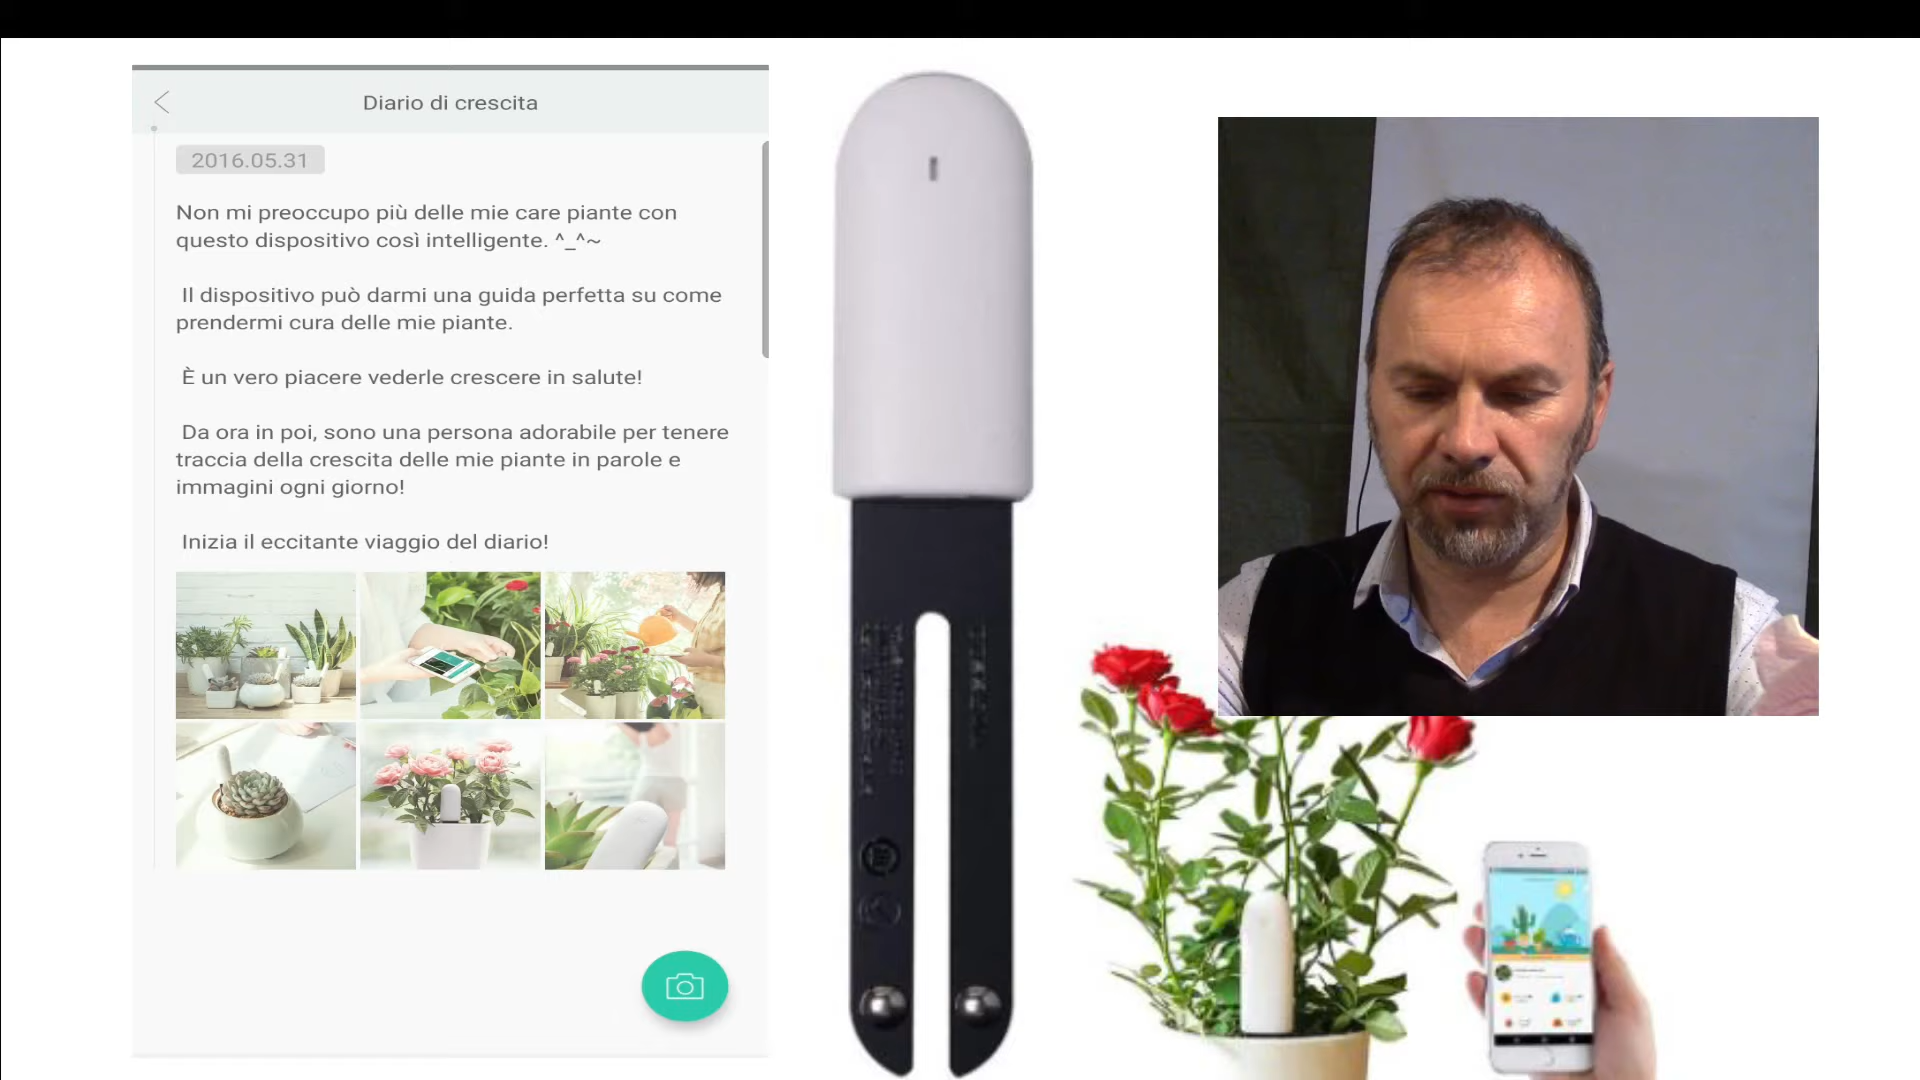 Diario di crescita
2016.05.31
Non mi preoccupo più delle mie care piante con
questo dispositivo così intelligente. ^_^~
Il dispositivo può darmi una guida perfetta su come
prendermi cura delle mie piante.
È un vero piacere vederle crescere in salute!
Da ora in poi, sono una persona adorabile per tenere
traccia della crescita delle mie piante in parole e
immagini ogni giorno!
Inizia il eccitante viaggio del diario!